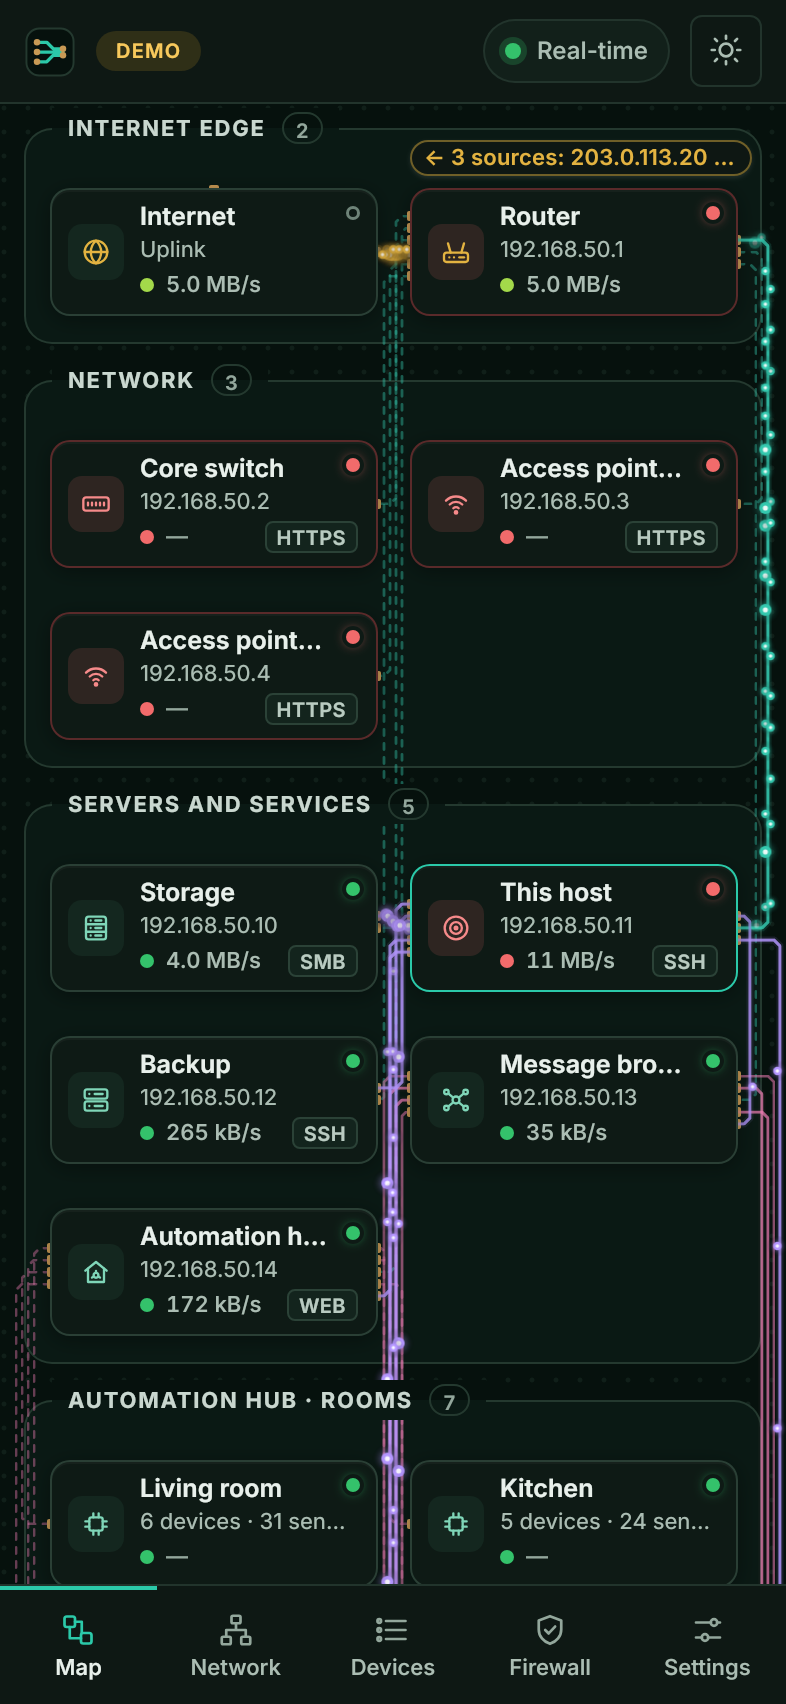 DEMO
Real-time
INTERNET EDGE 2
← 3 sources: 203.0.113.20 ...
Internet
Uplink
5.0 MB/s
Router
192.168.50.1
5.0 MB/s
NETWORK 3
Core switch
192.168.50.2
—
HTTPS
Access point...
192.168.50.3
—
HTTPS
Access point...
192.168.50.4
—
HTTPS
SERVERS AND SERVICES 5
Storage
192.168.50.10
4.0 MB/s
SMB
This host
192.168.50.11
11 MB/s
SSH
Backup
192.168.50.12
265 kB/s
SSH
Message bro...
192.168.50.13
35 kB/s
Automation h...
192.168.50.14
172 kB/s
WEB
AUTOMATION HUB · ROOMS 7
Living room
6 devices · 31 sen...
—
Kitchen
5 devices · 24 sen...
—
Map
Network
Devices
Firewall
Settings